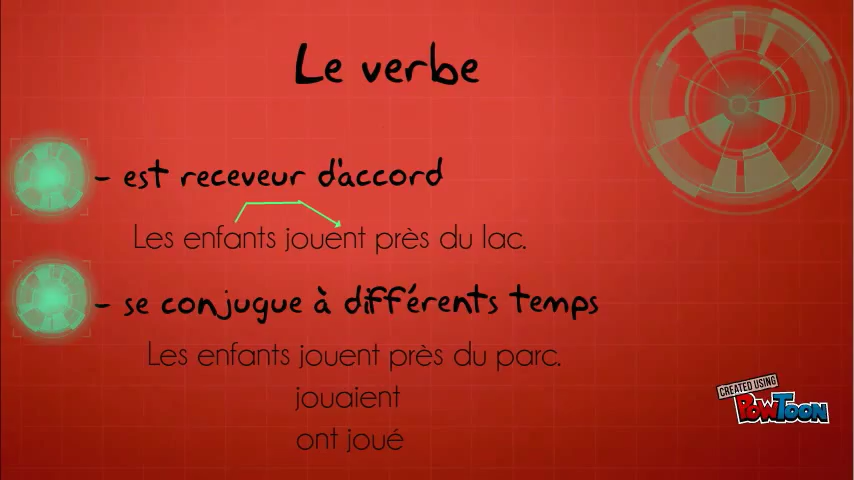 Le verbe
- est receveur d'accord
Les enfants jouent près du lac.
- se conjugue à différents temps
Les enfants jouent près du parc.
jouaient
ont joué
CREATED USING
POWTOON